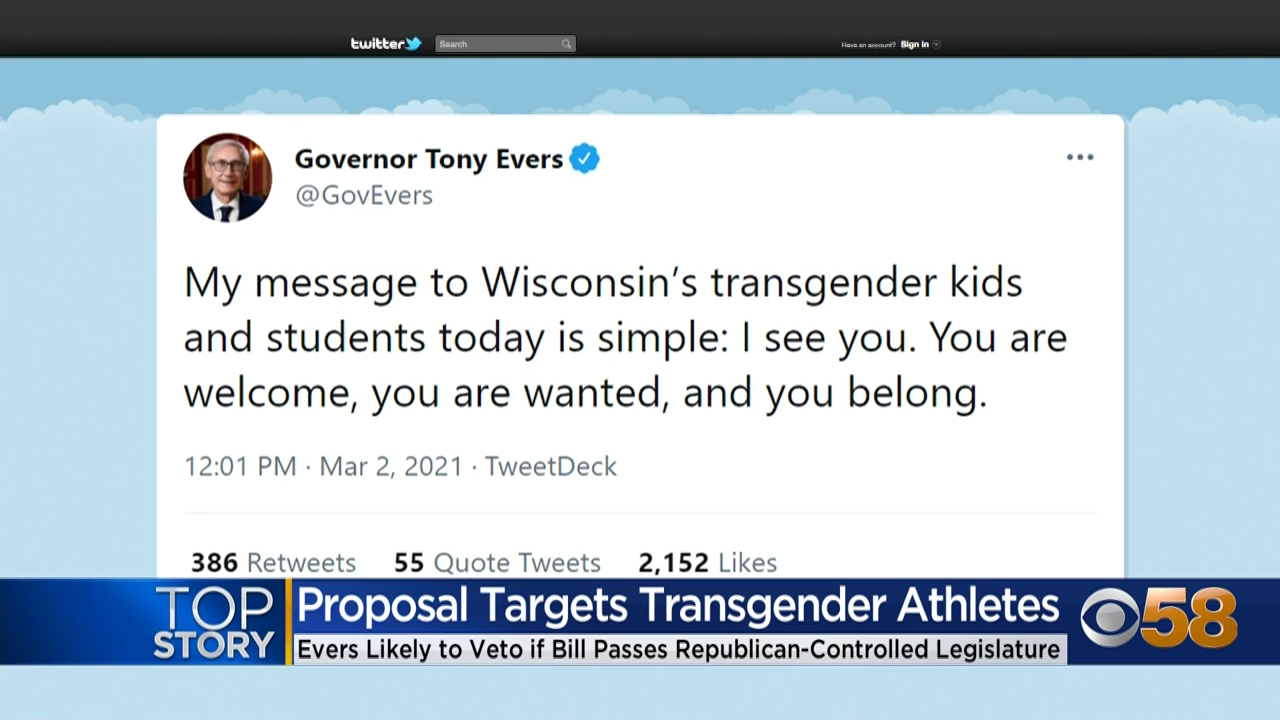 twitter
Search
Have an account? Sign in
Governor Tony Evers
@GovEvers
My message to Wisconsin’s transgender kids
and students today is simple: I see you. You are
welcome, you are wanted, and you belong.
12:01 PM · Mar 2, 2021 · TweetDeck
386 Retweets 55 Quote Tweets 2,152 Likes
TOP
STORY
Proposal Targets Transgender Athletes
Evers Likely to Veto if Bill Passes Republican-Controlled Legislature
58